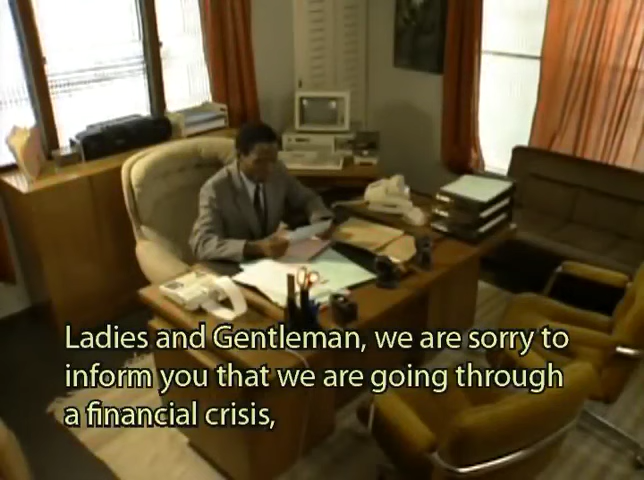 Ladies and Gentleman, we are sorry to
inform you that we are going through
a financial crisis,